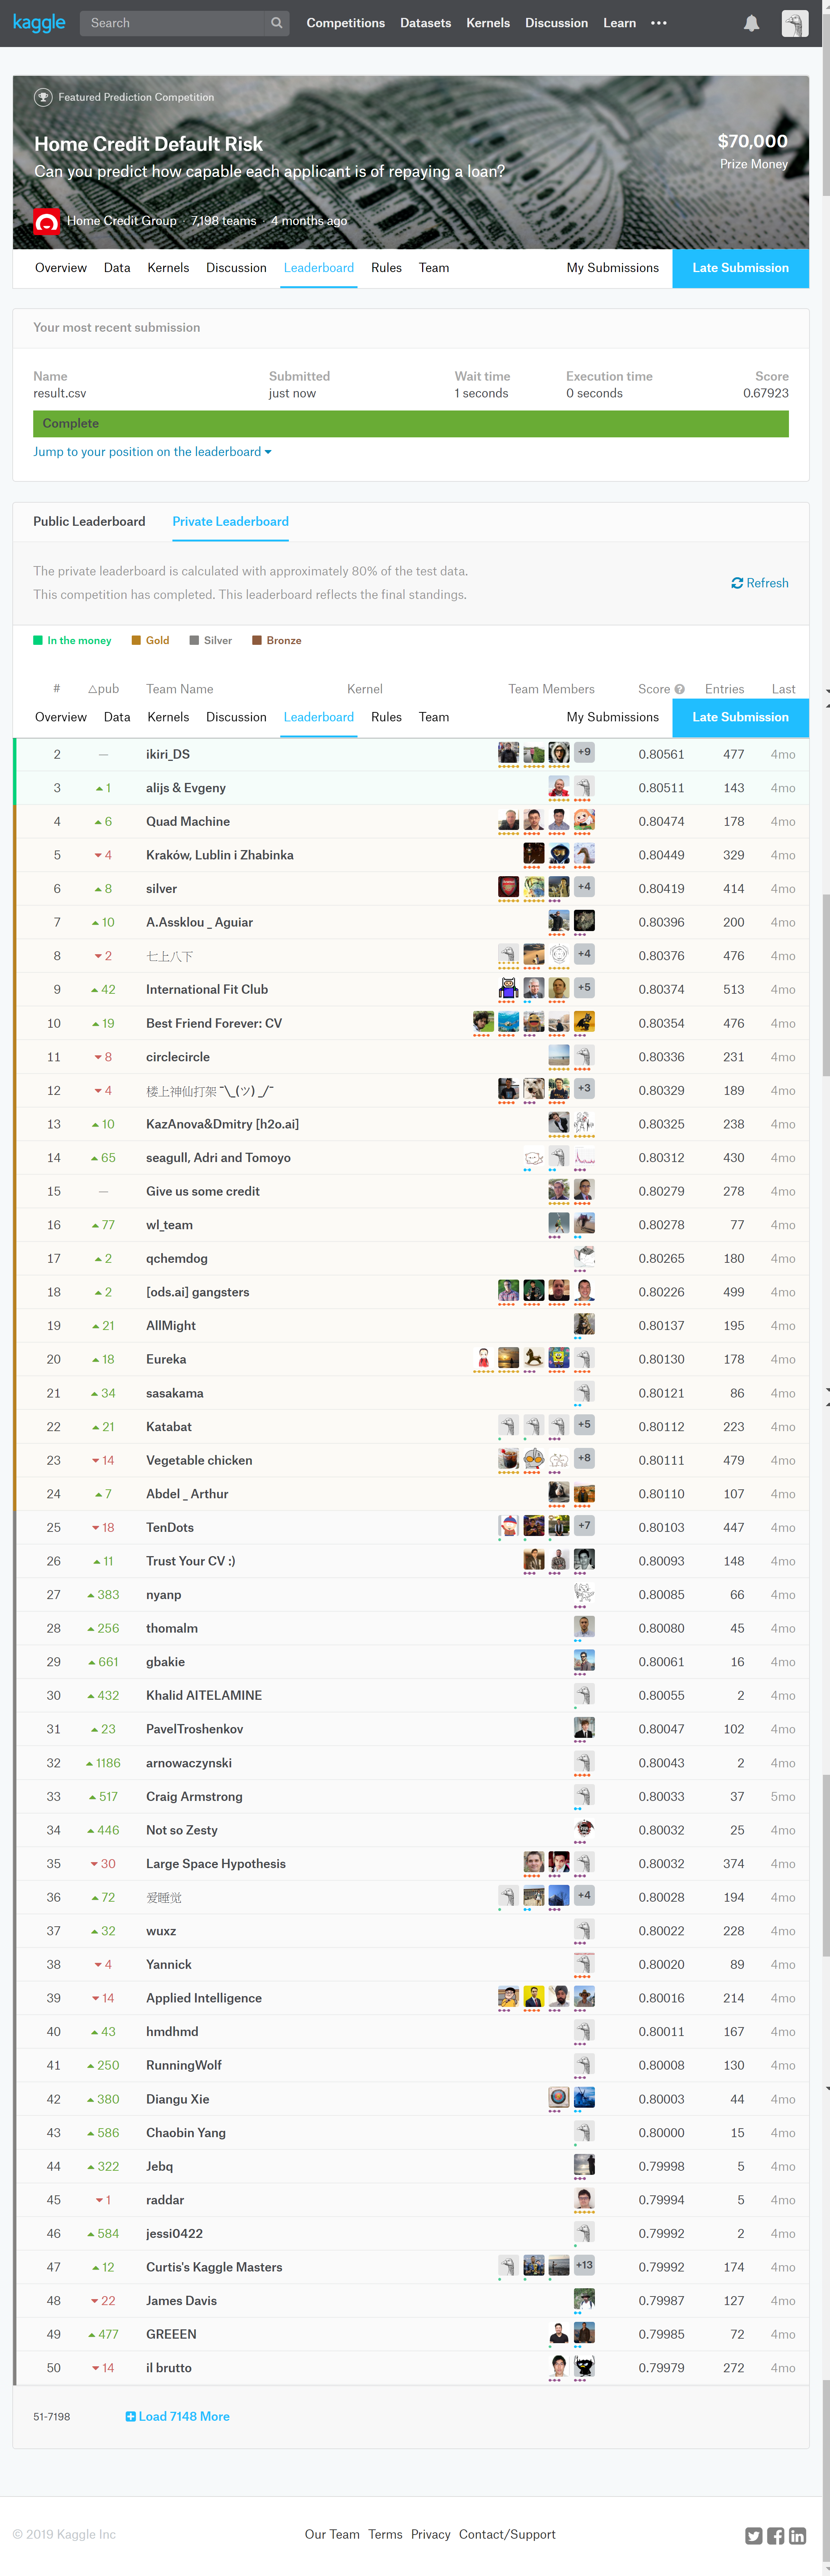 kaggle Search Competitions Datasets Kernels Discussion Learn •••
Featured Prediction Competition
Home Credit Default Risk $70,000
Can you predict how capable each applicant is of repaying a loan? Prize Money
Home Credit Group · 7,198 teams · 4 months ago
Overview Data Kernels Discussion Leaderboard Rules Team My Submissions Late Submission
Your most recent submission
Name Submitted Wait time Execution time Score
result.csv just now 1 seconds 0 seconds 0.67923
Complete
Jump to your position on the leaderboard
Public Leaderboard Private Leaderboard
The private leaderboard is calculated with approximately 80% of the test data.
This competition has completed. This leaderboard reflects the final standings.
Refresh
In the money Gold Silver Bronze
# △pub Team Name Kernel Team Members Score ? Entries Last
Overview Data Kernels Discussion Leaderboard Rules Team My Submissions Late Submission
2 — ikiri_DS +9 0.80561 477 4mo
3 ▲1 alijs & Evgeny 0.80511 143 4mo
4 ▲6 Quad Machine 0.80474 178 4mo
5 ▼4 Kraków, Lublin i Zhabinka 0.80449 329 4mo
6 ▲8 silver +4 0.80419 414 4mo
7 ▲10 A.Assklou _ Aguiar 0.80396 200 4mo
8 ▼2 七上八下 +4 0.80376 476 4mo
9 ▲42 International Fit Club +5 0.80374 513 4mo
10 ▲19 Best Friend Forever: CV 0.80354 476 4mo
11 ▼8 circlecircle 0.80336 231 4mo
12 ▼4 楼上神仙打架 ¯\_(ツ)_/¯ +3 0.80329 189 4mo
13 ▲10 KazAnova&Dmitry [h2o.ai] 0.80325 238 4mo
14 ▲65 seagull, Adri and Tomoyo 0.80312 430 4mo
15 — Give us some credit 0.80279 278 4mo
16 ▲77 wl_team 0.80278 77 4mo
17 ▲2 qchemdog 0.80265 180 4mo
18 ▲2 [ods.ai] gangsters 0.80226 499 4mo
19 ▲21 AllMight 0.80137 195 4mo
20 ▲18 Eureka 0.80130 178 4mo
21 ▲34 sasakama 0.80121 86 4mo
22 ▲21 Katabat +5 0.80112 223 4mo
23 ▼14 Vegetable chicken +8 0.80111 479 4mo
24 ▲7 Abdel _ Arthur 0.80110 107 4mo
25 ▼18 TenDots +7 0.80103 447 4mo
26 ▲11 Trust Your CV :) 0.80093 148 4mo
27 ▲383 nyanp 0.80085 66 4mo
28 ▲256 thomalm 0.80080 45 4mo
29 ▲661 gbakie 0.80061 16 4mo
30 ▲432 Khalid AITELAMINE 0.80055 2 4mo
31 ▲23 PavelTroshenkov 0.80047 102 4mo
32 ▲1186 arnowaczynski 0.80043 2 4mo
33 ▲517 Craig Armstrong 0.80033 37 5mo
34 ▲446 Not so Zesty 0.80032 25 4mo
35 ▼30 Large Space Hypothesis 0.80032 374 4mo
36 ▲72 爱睡觉 +4 0.80028 194 4mo
37 ▲32 wuxz 0.80022 228 4mo
38 ▼4 Yannick 0.80020 89 4mo
39 ▼14 Applied Intelligence 0.80016 214 4mo
40 ▲43 hmdhmd 0.80011 167 4mo
41 ▲250 RunningWolf 0.80008 130 4mo
42 ▲380 Diangu Xie 0.80003 44 4mo
43 ▲586 Chaobin Yang 0.80000 15 4mo
44 ▲322 Jebq 0.79998 5 4mo
45 ▼1 raddar 0.79994 5 4mo
46 ▲584 jessi0422 0.79992 2 4mo
47 ▲12 Curtis's Kaggle Masters +13 0.79992 174 4mo
48 ▼22 James Davis 0.79987 127 4mo
49 ▲477 GREEEN 0.79985 72 4mo
50 ▼14 il brutto 0.79979 272 4mo
51-7198 Load 7148 More
© 2019 Kaggle Inc Our Team Terms Privacy Contact/Support